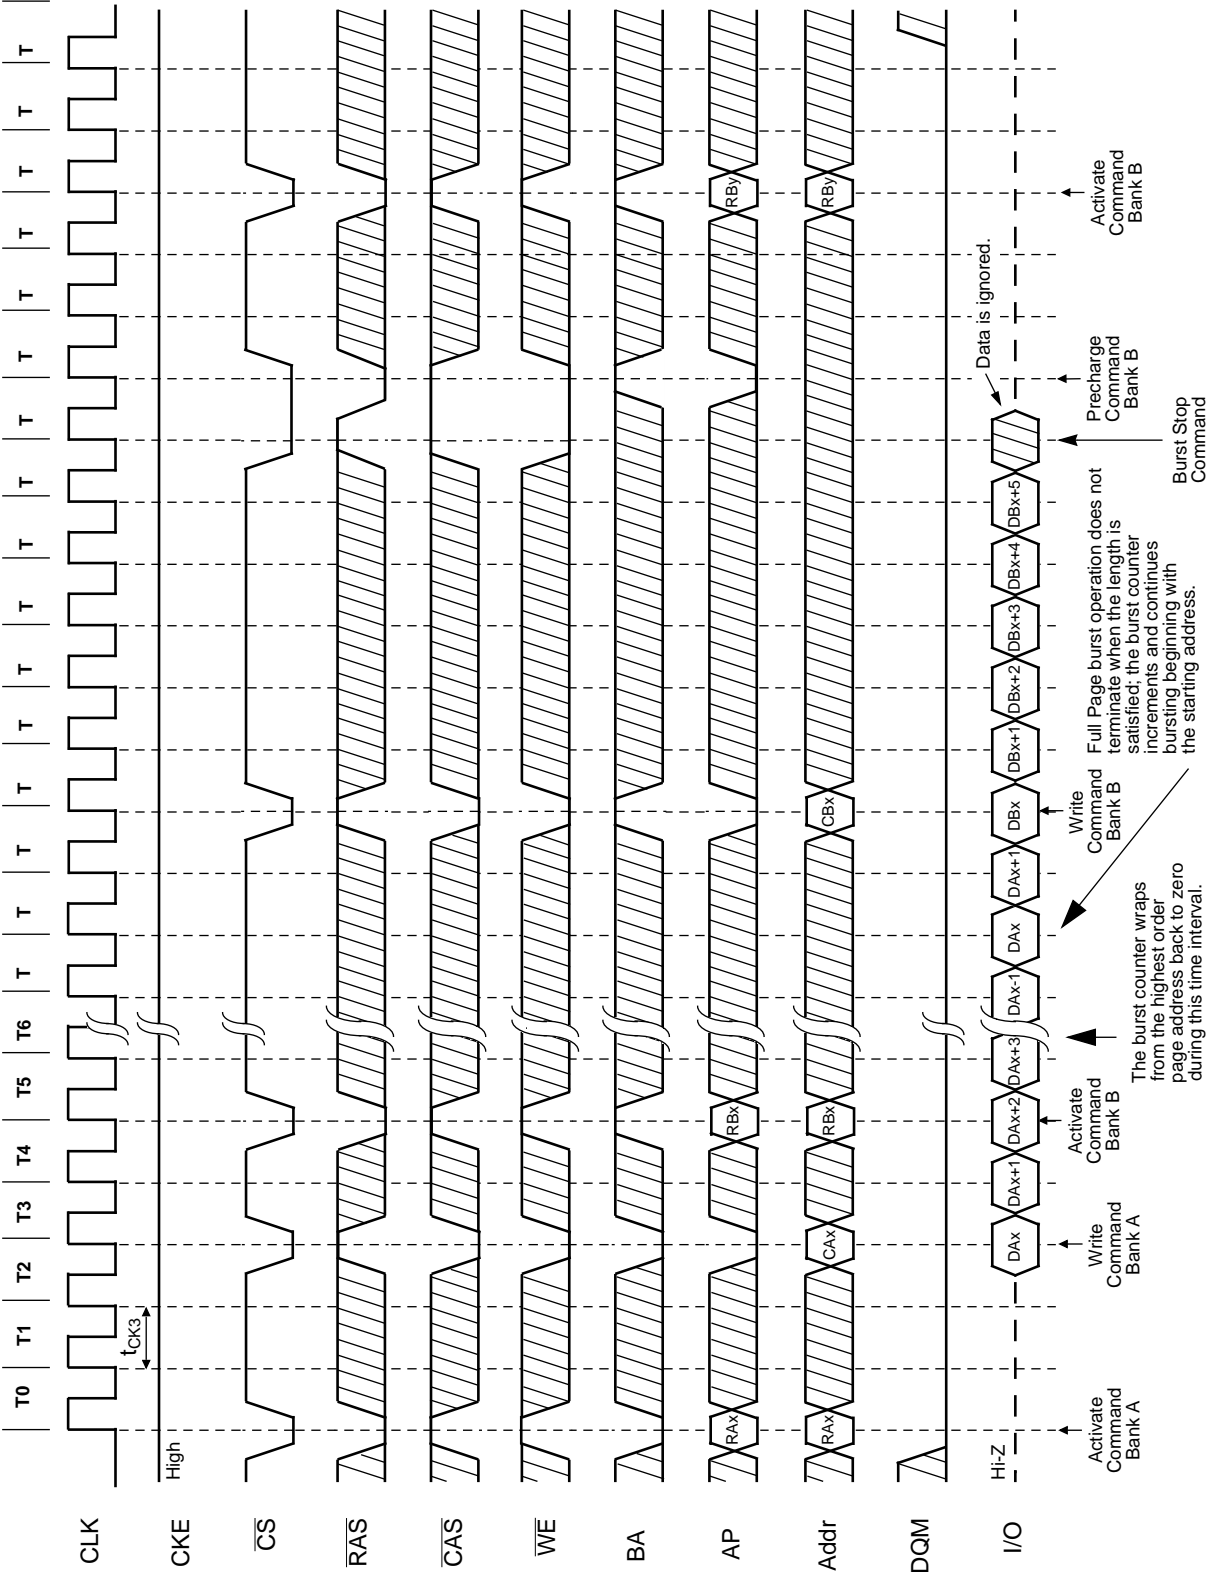 T0 T1 T2 T3 T4 T5 T6 T T T T T T T T T T T T T T T T
CLK
tCK3
CKE
High
CS
RAS
CAS
WE
BA
AP
RAx RBx RBy
Addr
RAx CAx RBx CBx RBy
DQM
I/O
Hi-Z
DAx DAx+1 DAx+2 DAx+3 DAx-1 DAx DAx+1 DBx DBx+1 DBx+2 DBx+3 DBx+4 DBx+5
Data is ignored.
Activate
Command
Bank A
Write
Command
Bank A
Activate
Command
Bank B
The burst counter wraps
from the highest order
page address back to zero
during this time interval.
Write
Command
Bank B
Full Page burst operation does not
terminate when the length is
satisfied; the burst counter
increments and continues
bursting beginning with
the starting address.
Burst Stop
Command
Precharge
Command
Bank B
Activate
Command
Bank B